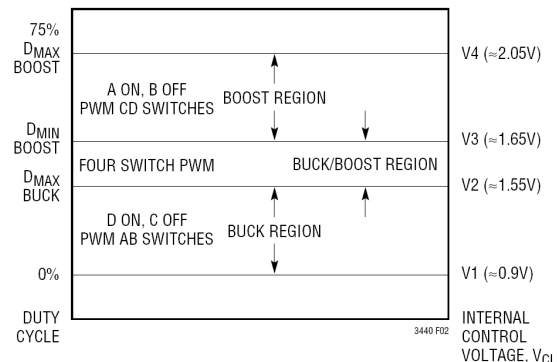 75%
DMAX
BOOST
V4 (≈2.05V)
A ON, B OFF
PWM CD SWITCHES
BOOST REGION
DMIN
BOOST
V3 (≈1.65V)
FOUR SWITCH PWM
BUCK/BOOST REGION
DMAX
BUCK
V2 (≈1.55V)
D ON, C OFF
PWM AB SWITCHES
BUCK REGION
0%
V1 (≈0.9V)
DUTY
CYCLE
3440 F02
INTERNAL
CONTROL
VOLTAGE,